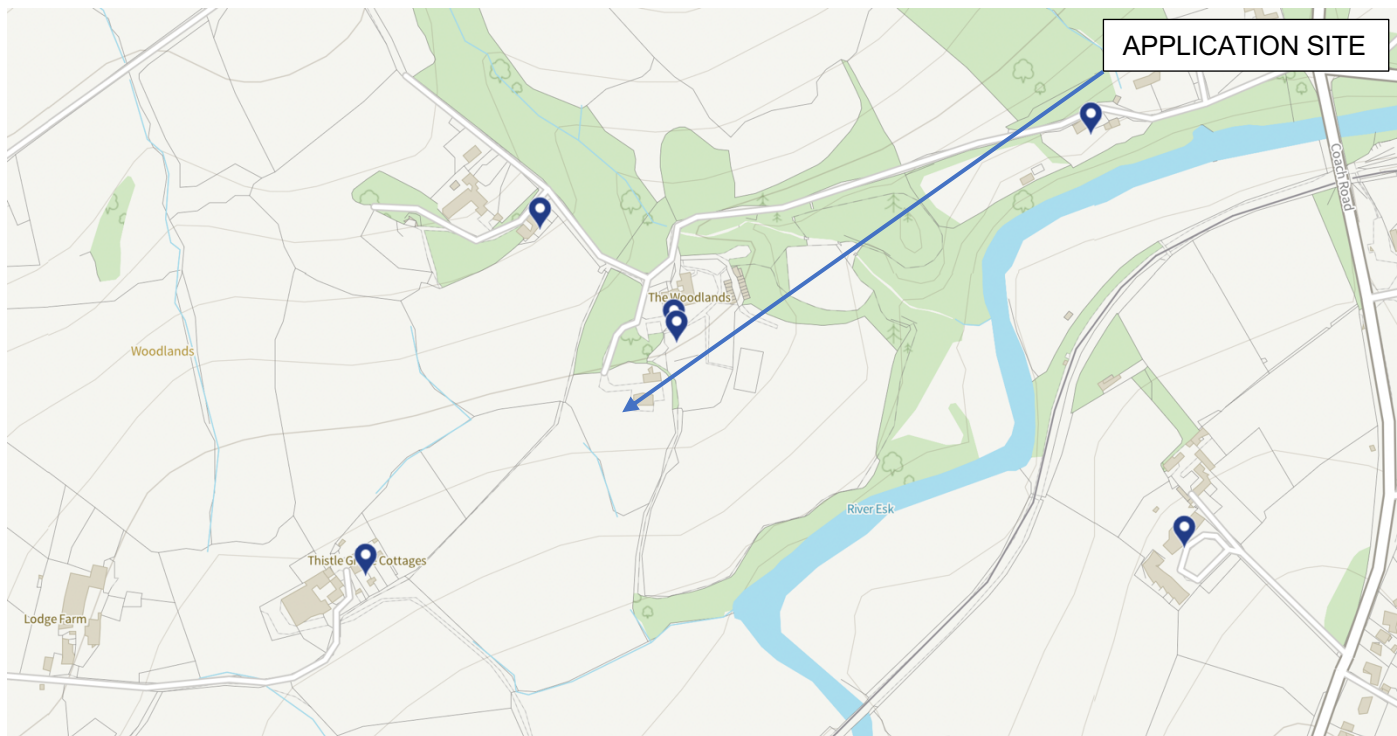 APPLICATION SITE
Coach Road
The Woodlands
Woodlands
River Esk
Thistle G Cottages
Lodge Farm